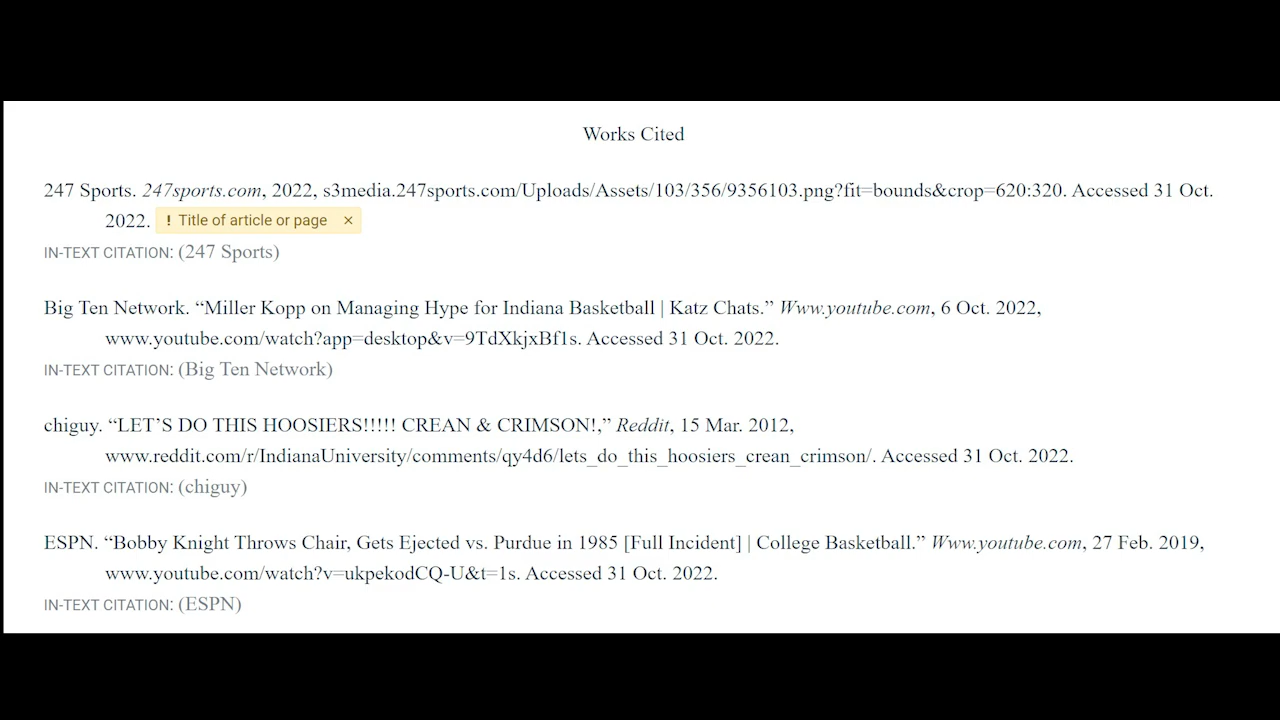 Works Cited
247 Sports. 247sports.com, 2022, s3media.247sports.com/Uploads/Assets/103/356/9356103.png?fit=bounds&crop=620:320. Accessed 31 Oct.
2022. ! Title of article or page ×
IN-TEXT CITATION: (247 Sports)
Big Ten Network. “Miller Kopp on Managing Hype for Indiana Basketball | Katz Chats.” Www.youtube.com, 6 Oct. 2022,
www.youtube.com/watch?app=desktop&v=9TdXkjxBf1s. Accessed 31 Oct. 2022.
IN-TEXT CITATION: (Big Ten Network)
chiguy. “LET’S DO THIS HOOSIERS!!!!! CREAN & CRIMSON!,” Reddit, 15 Mar. 2012,
www.reddit.com/r/IndianaUniversity/comments/qy4d6/lets_do_this_hoosiers_crean_crimson/. Accessed 31 Oct. 2022.
IN-TEXT CITATION: (chiguy)
ESPN. “Bobby Knight Throws Chair, Gets Ejected vs. Purdue in 1985 [Full Incident] | College Basketball.” Www.youtube.com, 27 Feb. 2019,
www.youtube.com/watch?v=ukpekodCQ-U&t=1s. Accessed 31 Oct. 2022.
IN-TEXT CITATION: (ESPN)